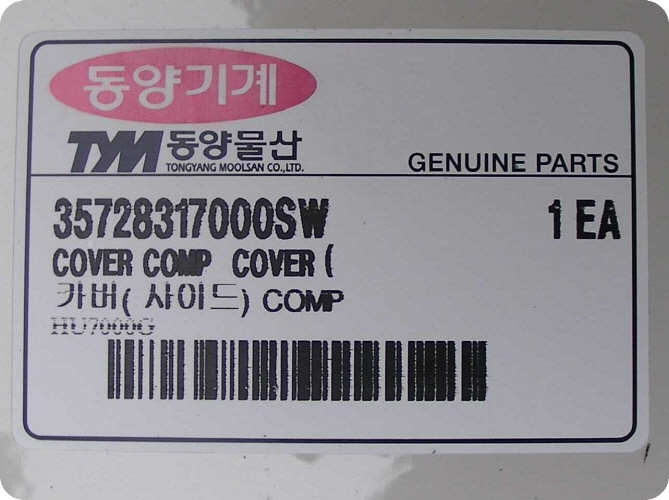 동양기계
TYM 동양물산
TONGYANG MOOLSAN CO.,LTD.
GENUINE PARTS
35728317000SW 1 EA
COVER COMP COVER (
카버( 사이드) COMP
HU7000G